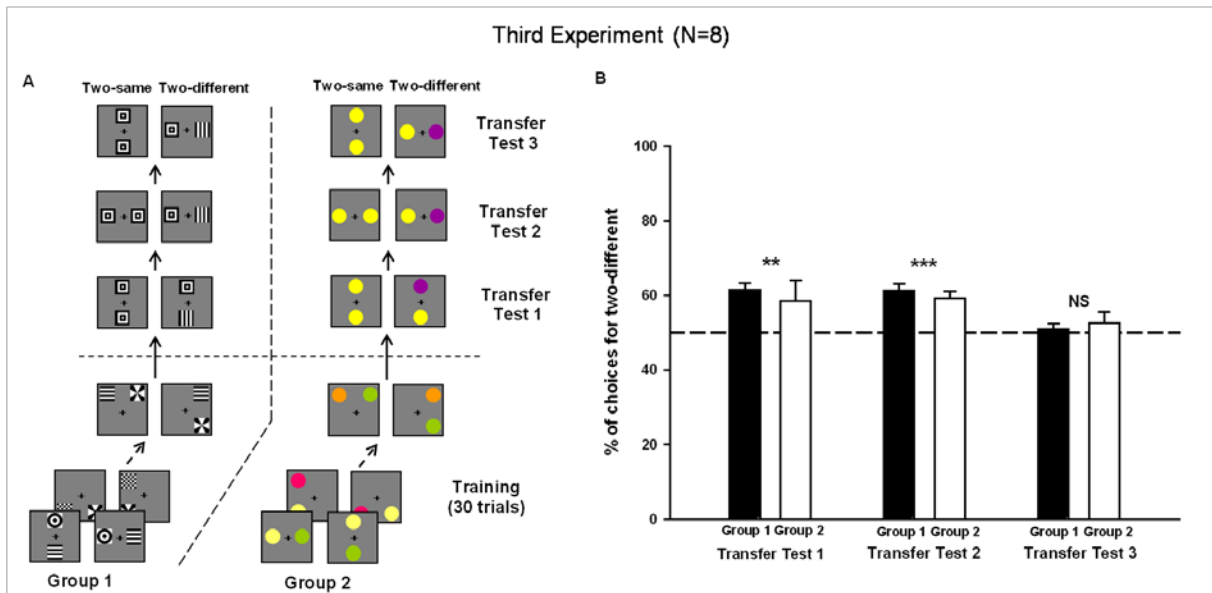 Third Experiment (N=8)
A
Two-same Two-different
Two-same Two-different
Transfer
Test 3
Transfer
Test 2
Transfer
Test 1
Training
(30 trials)
Group 1
Group 2
B
% of choices for two-different
100
80
60
40
20
0
**
***
NS
Group 1 Group 2
Group 1 Group 2
Group 1 Group 2
Transfer Test 1
Transfer Test 2
Transfer Test 3